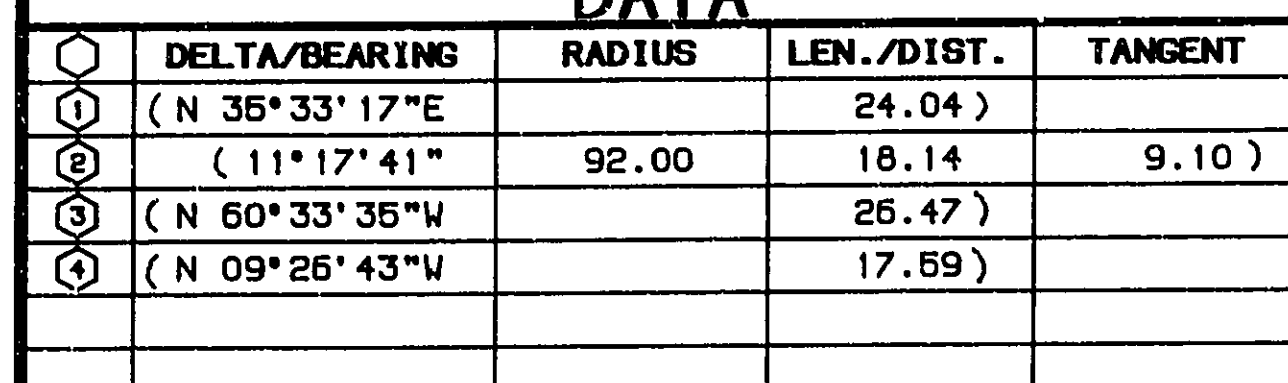 DATA
DELTA/BEARING RADIUS LEN./DIST. TANGENT
1 (N 35°33'17"E 24.04)
2 (11°17'41" 92.00 18.14 9.10)
3 (N 60°33'35"W 26.47)
4 (N 09°26'43"W 17.59)